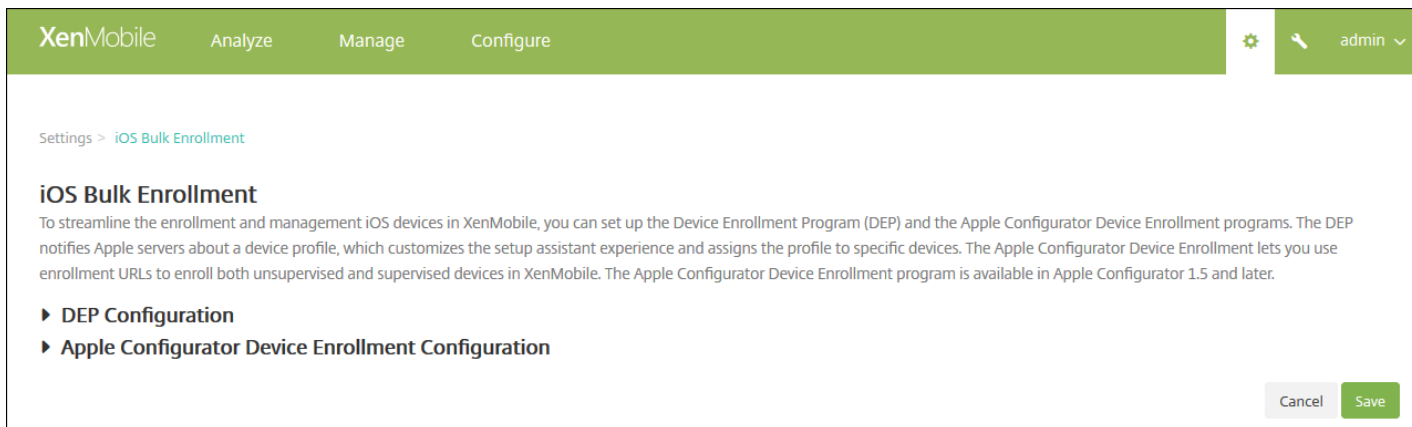 XenMobile Analyze Manage Configure admin
Settings > iOS Bulk Enrollment
iOS Bulk Enrollment
To streamline the enrollment and management iOS devices in XenMobile, you can set up the Device Enrollment Program (DEP) and the Apple Configurator Device Enrollment programs. The DEP
notifies Apple servers about a device profile, which customizes the setup assistant experience and assigns the profile to specific devices. The Apple Configurator Device Enrollment lets you use
enrollment URLs to enroll both unsupervised and supervised devices in XenMobile. The Apple Configurator Device Enrollment program is available in Apple Configurator 1.5 and later.
DEP Configuration
Apple Configurator Device Enrollment Configuration
Cancel Save